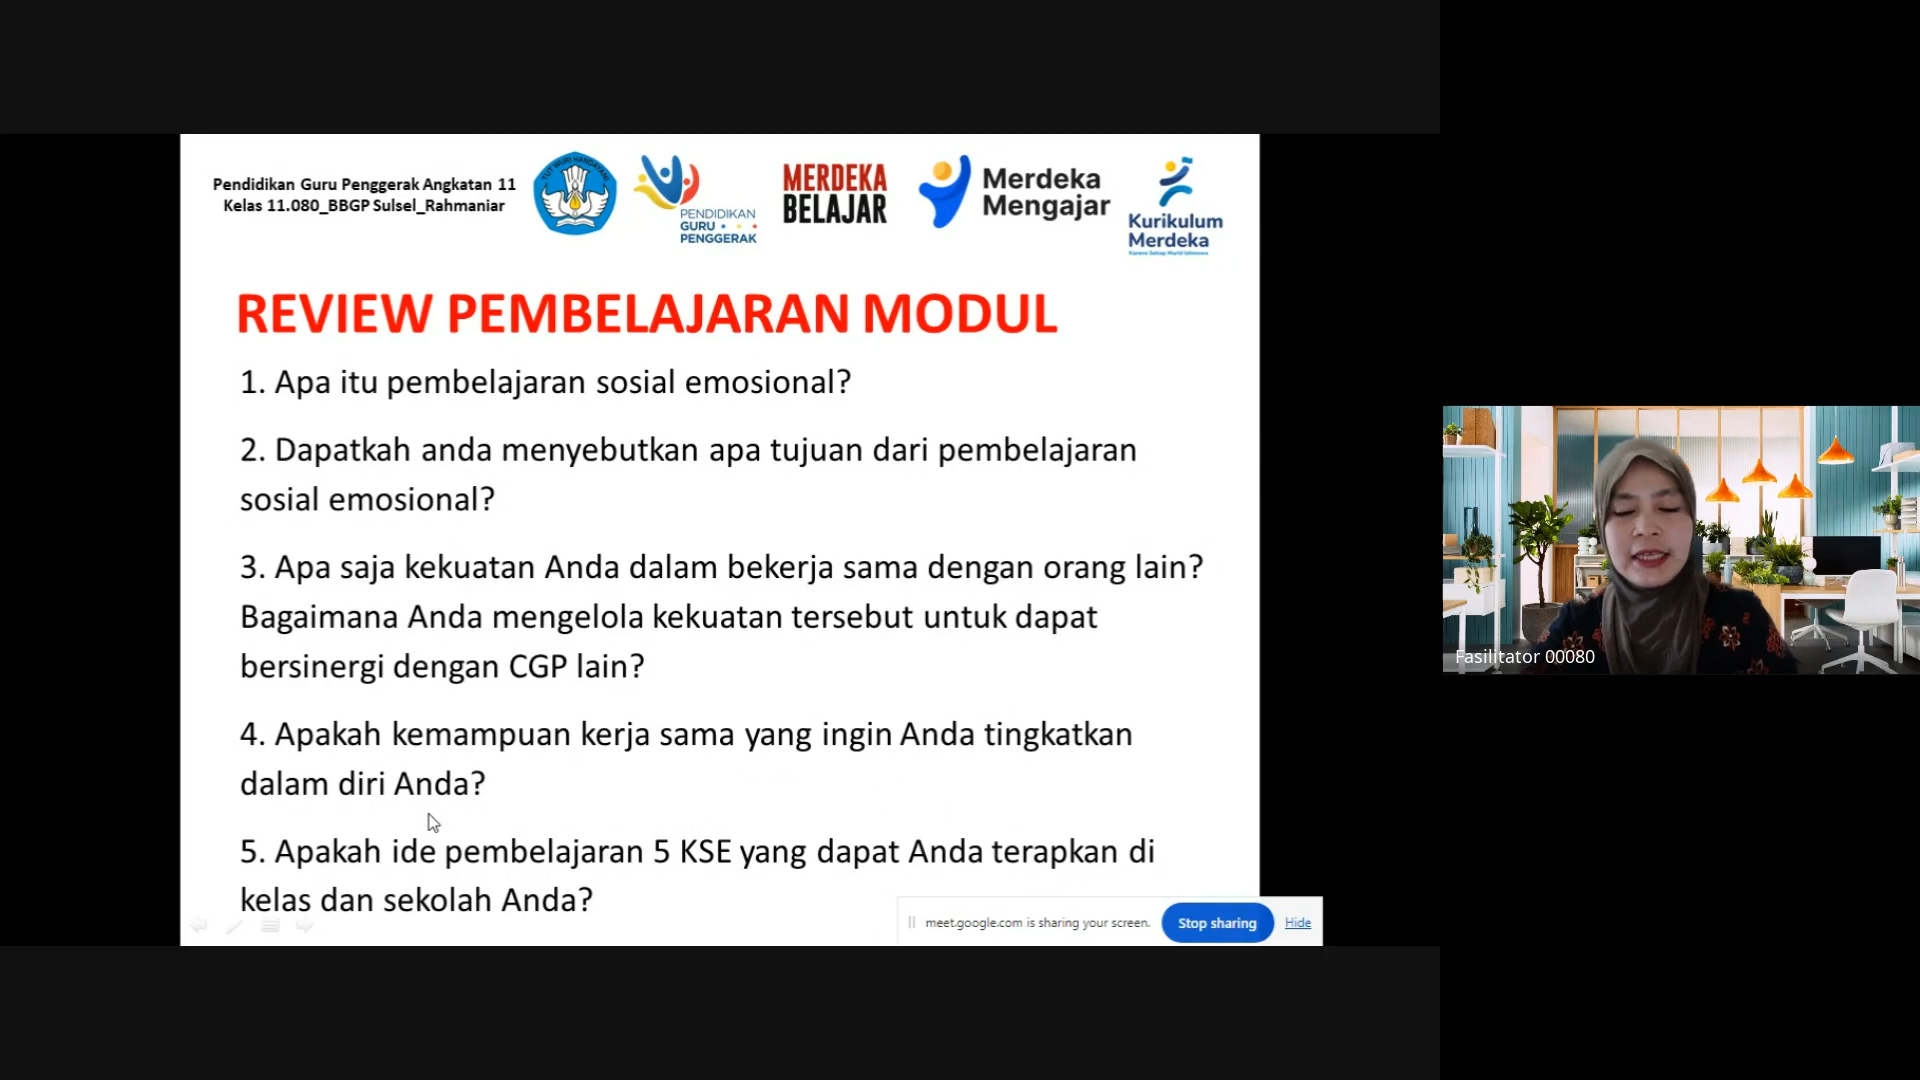 Pendidikan Guru Penggerak Angkatan 11
Kelas 11.080_BBGP Sulsel_Rahmaniar
TUT WURI HANDAYANI
PENDIDIKAN
GURU
PENGGERAK
MERDEKA
BELAJAR
Merdeka
Mengajar
Kurikulum
Merdeka
REVIEW PEMBELAJARAN MODUL
1. Apa itu pembelajaran sosial emosional?
2. Dapatkah anda menyebutkan apa tujuan dari pembelajaran
sosial emosional?
3. Apa saja kekuatan Anda dalam bekerja sama dengan orang lain?
Bagaimana Anda mengelola kekuatan tersebut untuk dapat
bersinergi dengan CGP lain?
4. Apakah kemampuan kerja sama yang ingin Anda tingkatkan
dalam diri Anda?
5. Apakah ide pembelajaran 5 KSE yang dapat Anda terapkan di
kelas dan sekolah Anda?
meet.google.com is sharing your screen.
Stop sharing
Hide
Fasilitator 00080